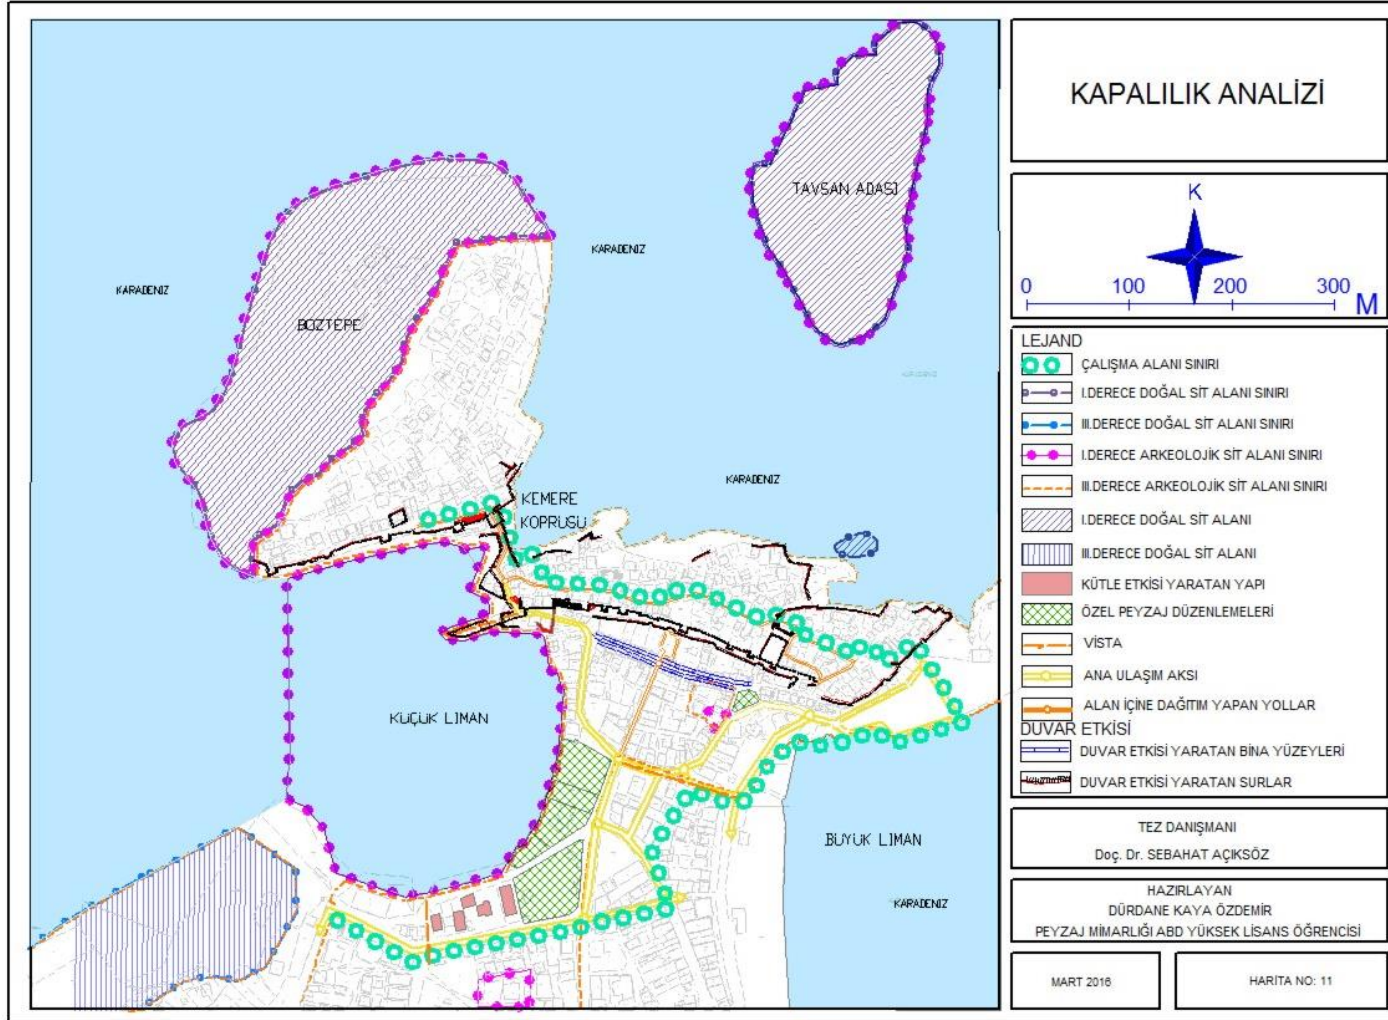 KAPALILIK ANALİZİ
K
0 100 200 300 M
LEJAND
ÇALIŞMA ALANI SINIRI
I.DERECE DOĞAL SİT ALANI SINIRI
III.DERECE DOĞAL SİT ALANI SINIRI
I.DERECE ARKEOLOJİK SİT ALANI SINIRI
III.DERECE ARKEOLOJİK SİT ALANI SINIRI
I.DERECE DOĞAL SİT ALANI
III.DERECE DOĞAL SİT ALANI
KÜTLE ETKİSİ YARATAN YAPI
ÖZEL PEYZAJ DÜZENLEMELERİ
VİSTA
ANA ULAŞIM AKSI
ALAN İÇİNE DAĞITIM YAPAN YOLLAR
DUVAR ETKİSİ
DUVAR ETKİSİ YARATAN BİNA YÜZEYLERİ
DUVAR ETKİSİ YARATAN SURLAR
TEZ DANIŞMANI
Doç. Dr. SEBAHAT AÇIKSÖZ
HAZIRLAYAN
DÜRDANE KAYA ÖZDEMİR
PEYZAJ MİMARLIĞI ABD YÜKSEK LİSANS ÖĞRENCİSİ
MART 2016
HARİTA NO: 11
TAVŞAN ADASI
KARADENIZ
KARADENIZ
BOZTEPE
KARADENIZ
KARADENIZ
KEMERE
KOPRUSU
KÜÇÜK LIMAN
BÜYÜK LIMAN
KARADENIZ